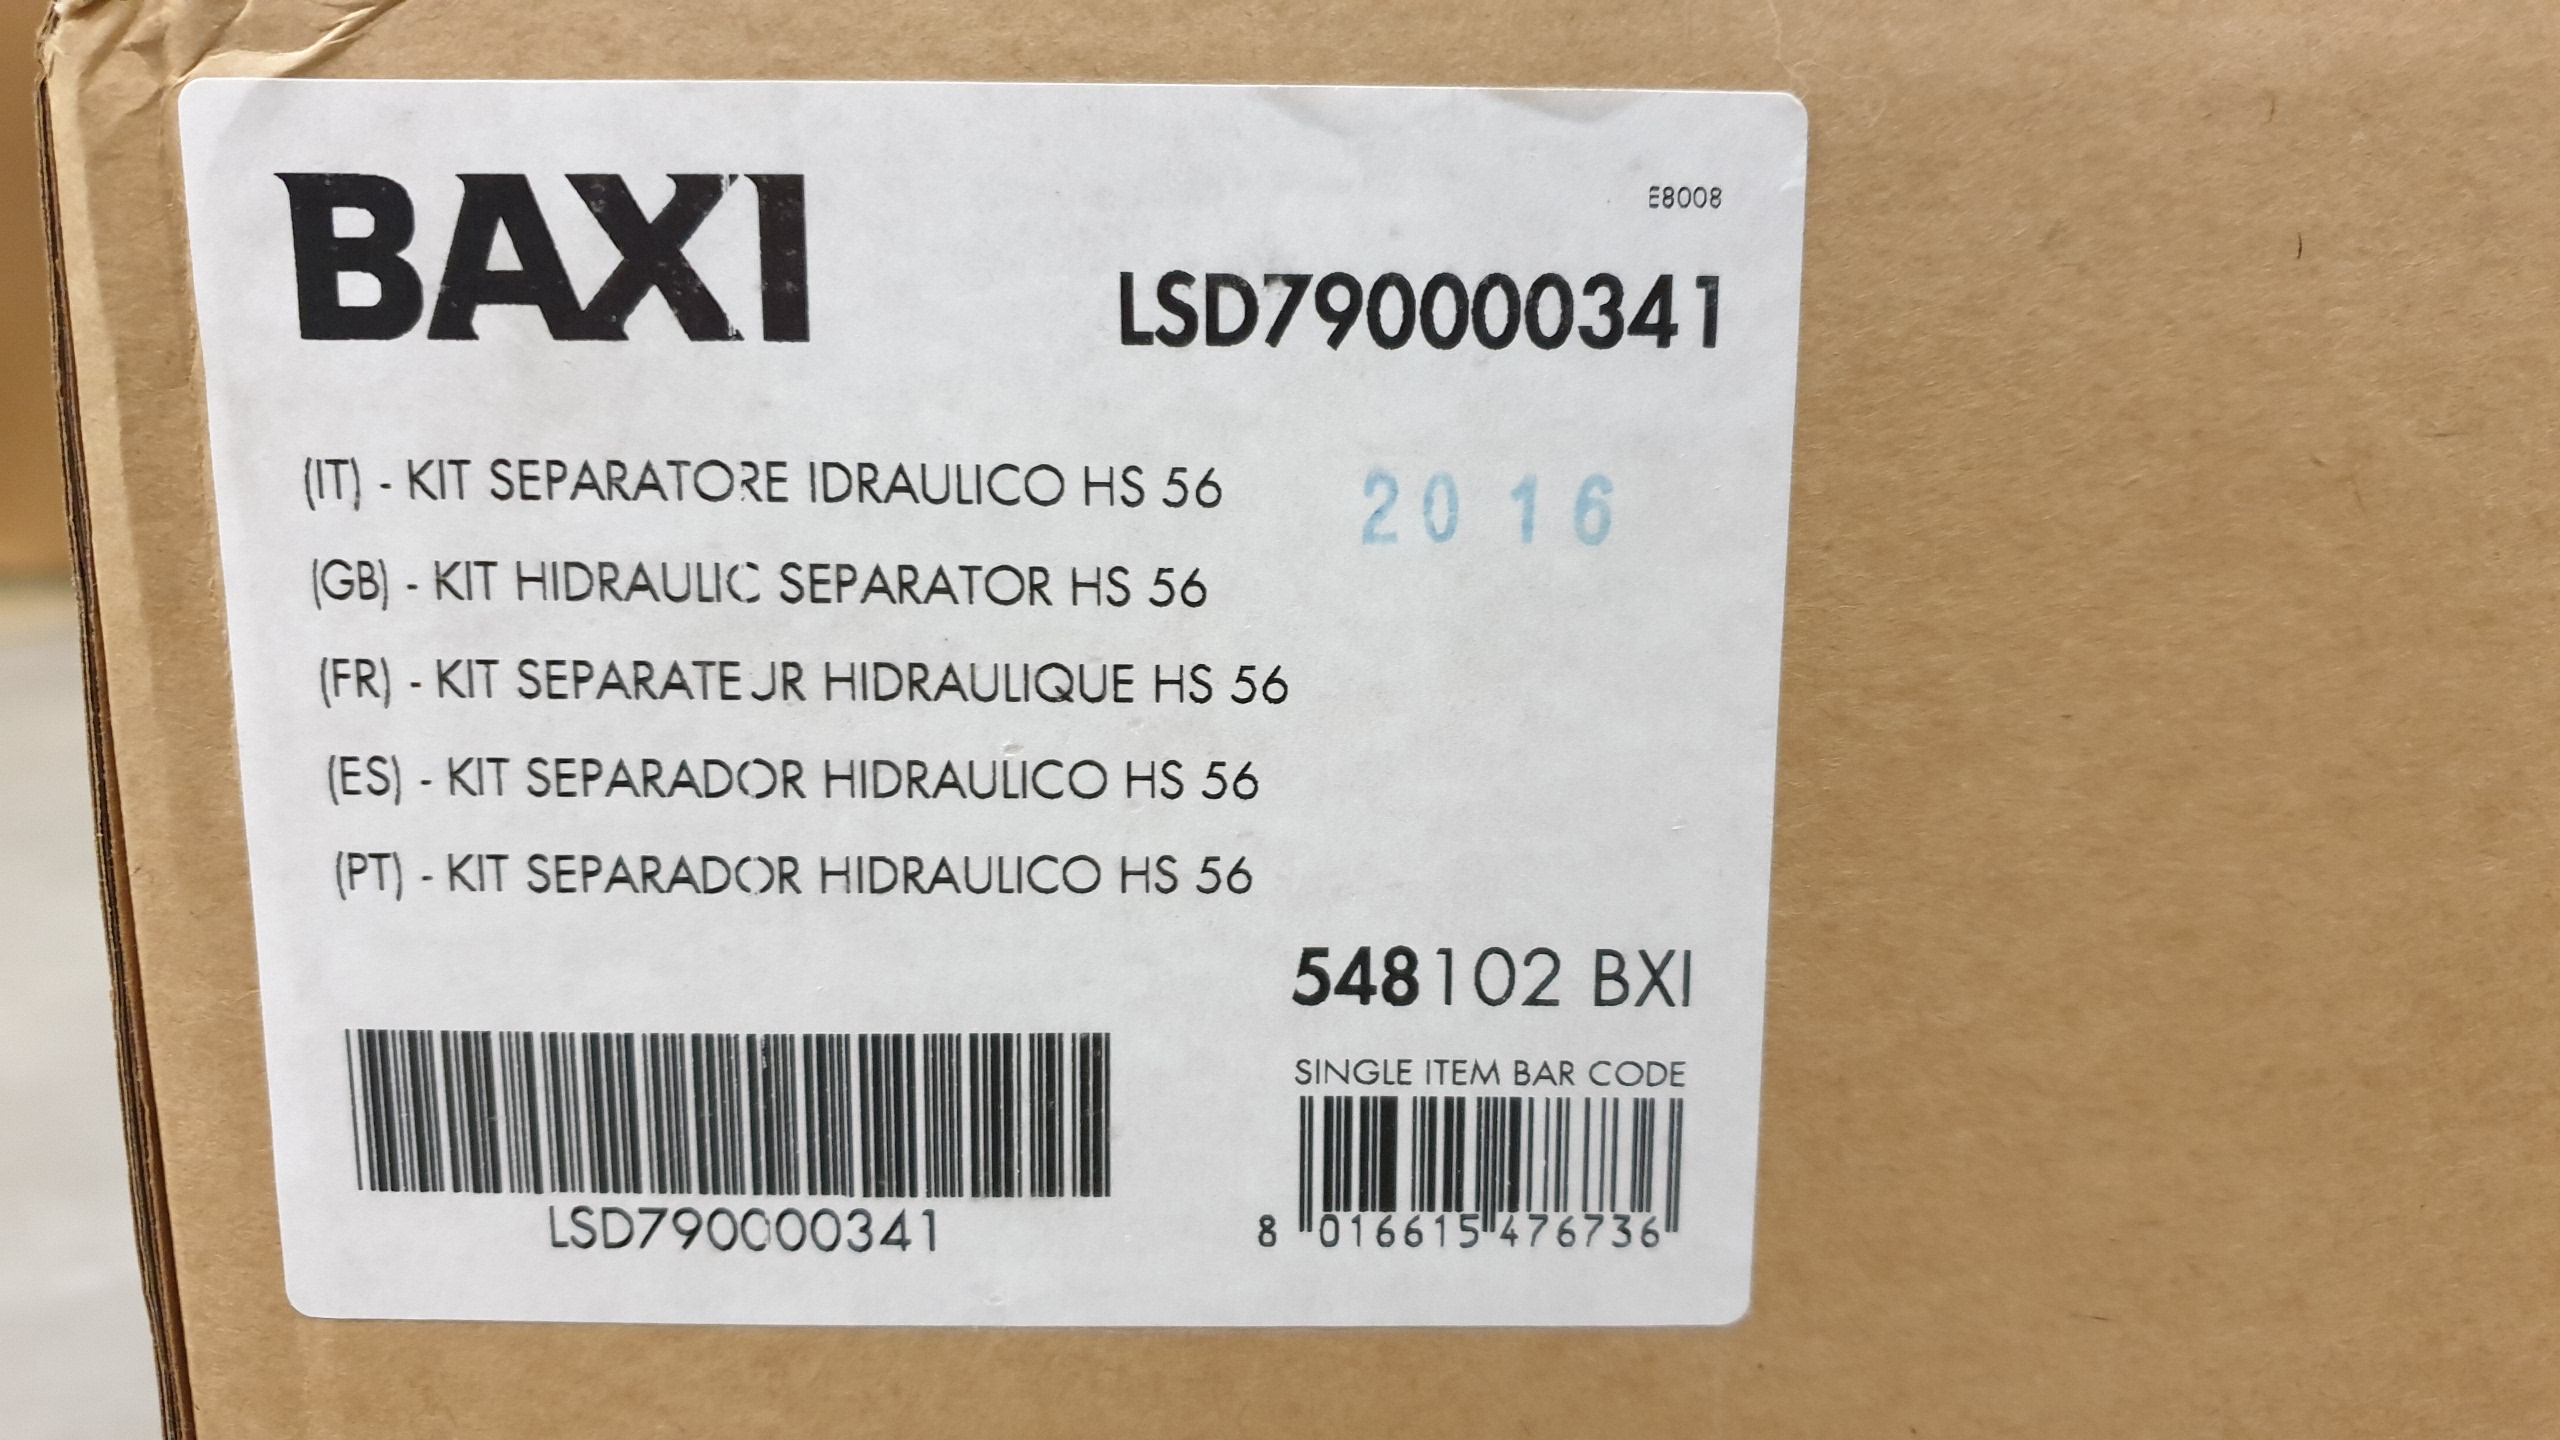 BAXI
E8008
LSD790000341
(IT) - KIT SEPARATORE IDRAULICO HS 56
2016
(GB) - KIT HIDRAULIC SEPARATOR HS 56
(FR) - KIT SEPARATEUR HIDRAULIQUE HS 56
(ES) - KIT SEPARADOR HIDRAULICO HS 56
(PT) - KIT SEPARADOR HIDRAULICO HS 56
548102 BXI
SINGLE ITEM BAR CODE
LSD790000341
8 016615 476736